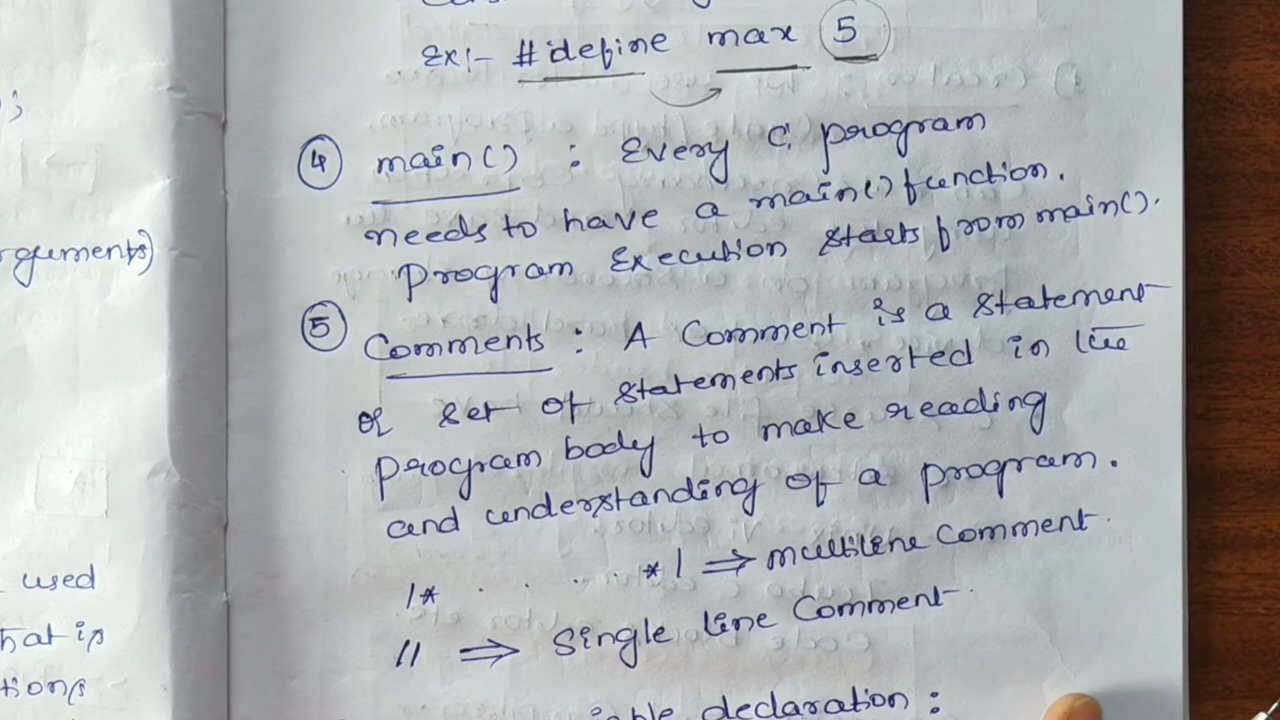 ;
rguments)
used
hat is
tions
Ex:- #define max 5
4 main() : Every C program
needs to have a main() function.
program Execution starts from main().
5 Comments : A Comment is a statement
or set of statements inserted in the
program body to make reading
and understanding of a program.
/* . . . . */ ⇒ multiline Comment.
// ⇒ Single line Comment.
declaration :